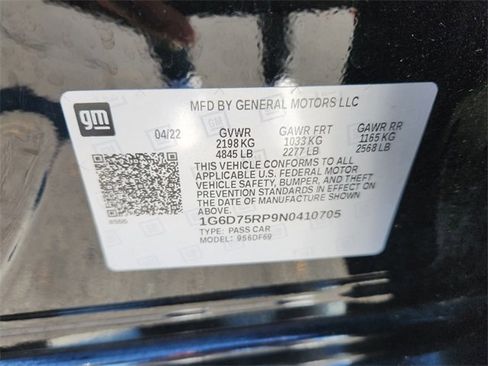 gm
MFD BY GENERAL MOTORS LLC
04/22 GVWR GAWR FRT GAWR RR
2198 KG 1033 KG 1165 KG
4845 LB 2277 LB 2568 LB
THIS VEHICLE CONFORMS TO ALL
APPLICABLE U.S. FEDERAL MOTOR
VEHICLE SAFETY, BUMPER, AND THEFT
PREVENTION STANDARDS IN EFFECT ON
THE DATE OF MANUFACTURE SHOWN
ABOVE.
1G6D75RP9N0410705
TYPE: PASS CAR
MODEL: 956DF69